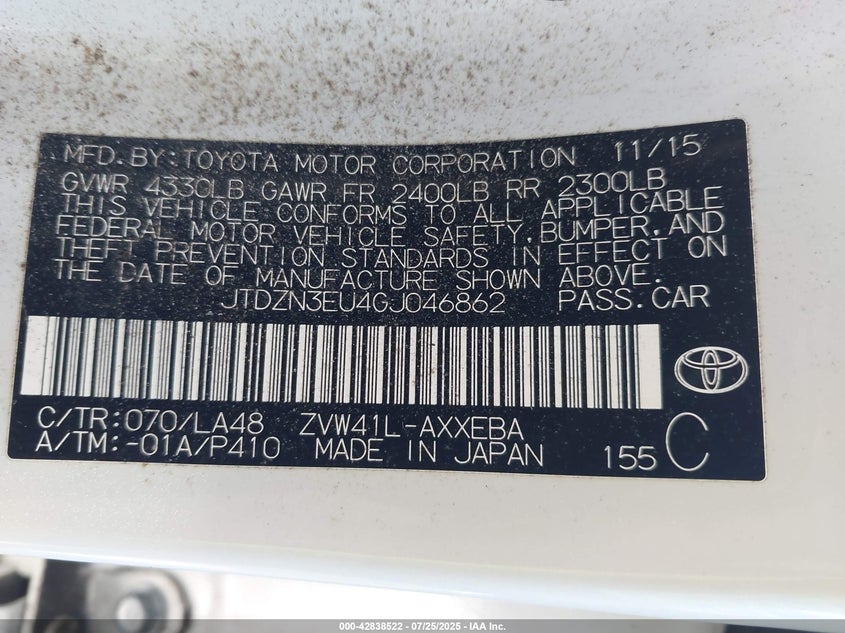 MFD. BY: TOYOTA MOTOR CORPORATION 11/15
GVWR 4330LB GAWR FR 2400LB RR 2300LB
THIS VEHICLE CONFORMS TO ALL APPLICABLE
FEDERAL MOTOR VEHICLE SAFETY, BUMPER, AND
THEFT PREVENTION STANDARDS IN EFFECT ON
THE DATE OF MANUFACTURE SHOWN ABOVE.
JTDZN3EU4GJ046862 PASS. CAR
C/TR: 070/LA48 ZVW41L-AXXEBA
A/TM: -01A/P410 MADE IN JAPAN 155 C
000-42838522 | 07/25/2025 | IAA Inc.